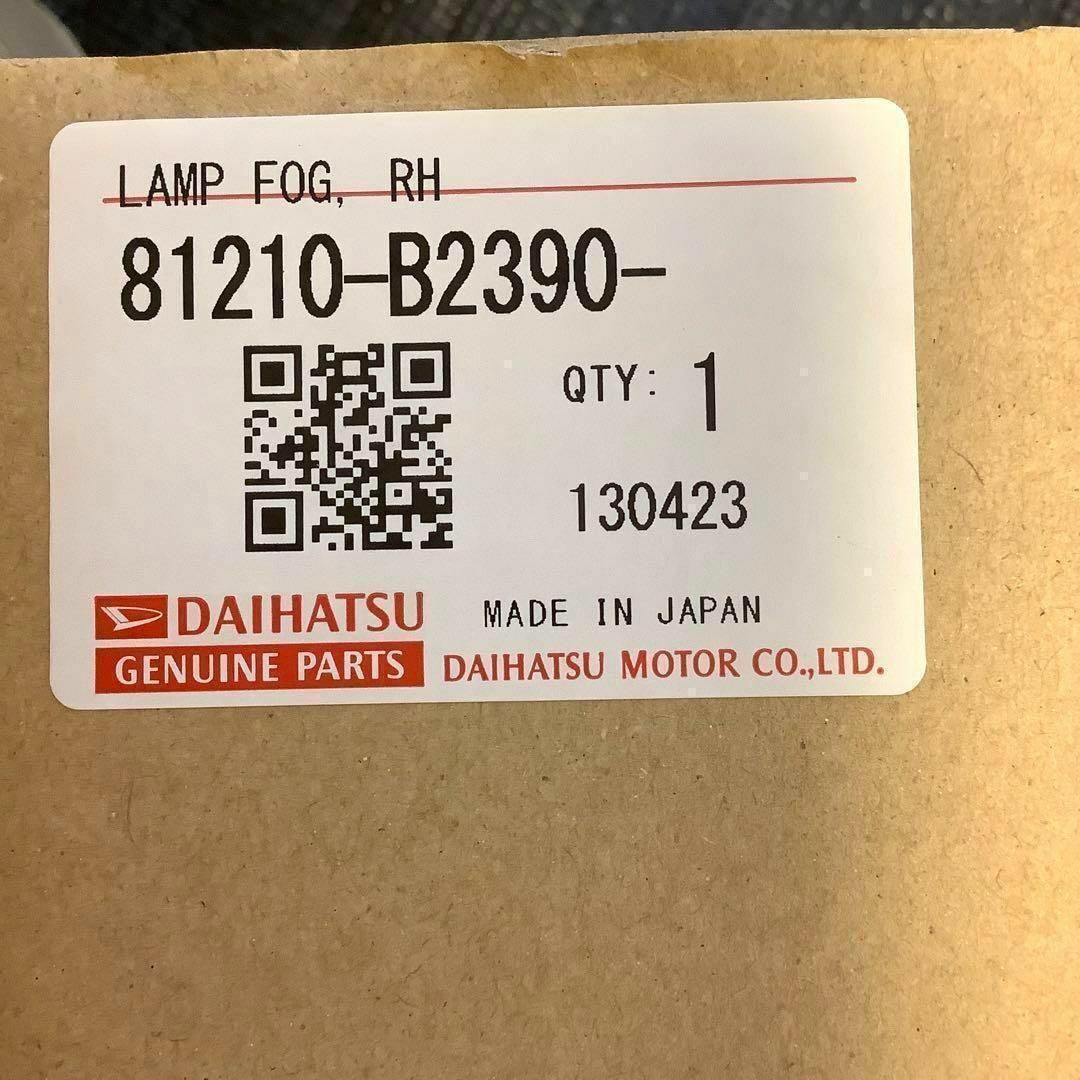 LAMP FOG, RH
81210-B2390-
QTY: 1
130423
DAIHATSU
GENUINE PARTS
MADE IN JAPAN
DAIHATSU MOTOR CO.,LTD.